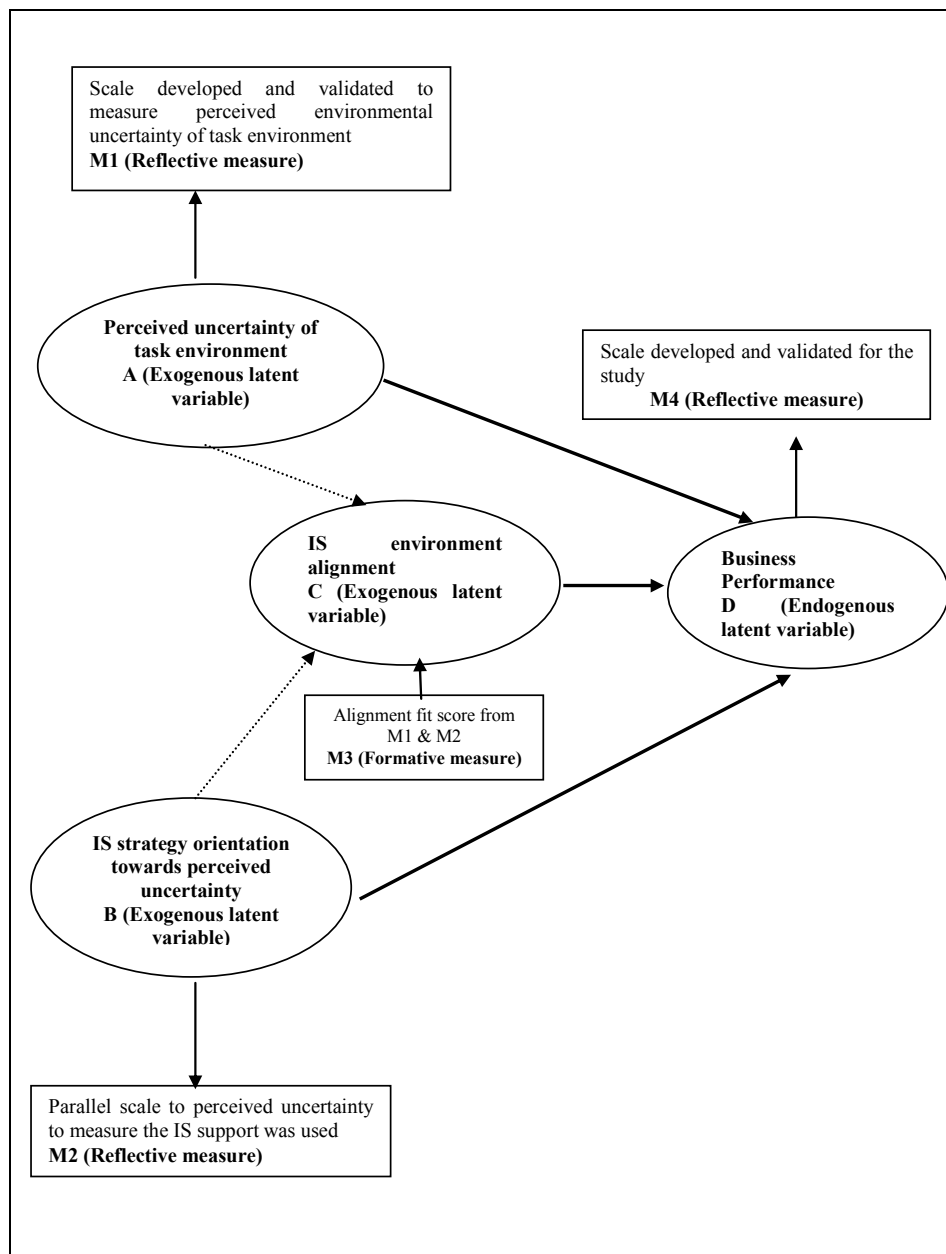 Scale developed and validated to
measure perceived environmental
uncertainty of task environment
M1 (Reflective measure)
Perceived uncertainty of
task environment
A (Exogenous latent
variable)
Scale developed and validated for the
study
M4 (Reflective measure)
IS environment
alignment
C (Exogenous latent
variable)
Business
Performance
D (Endogenous
latent variable)
Alignment fit score from
M1 & M2
M3 (Formative measure)
IS strategy orientation
towards perceived
uncertainty
B (Exogenous latent
variable)
Parallel scale to perceived uncertainty
to measure the IS support was used
M2 (Reflective measure)